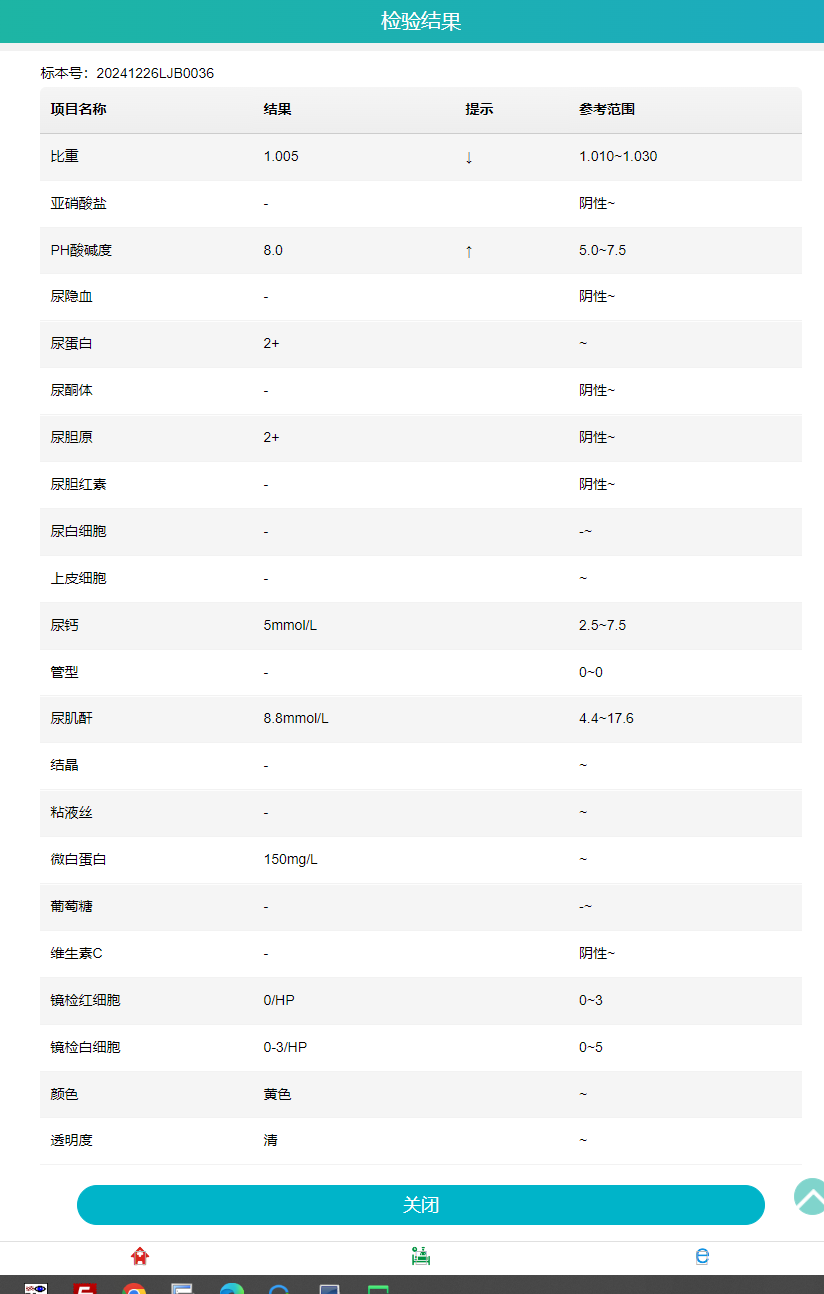 检验结果
标本号：20241226LJB0036
项目名称 结果 提示 参考范围
比重 1.005 ↓ 1.010~1.030
亚硝酸盐 - 阴性~
PH酸碱度 8.0 ↑ 5.0~7.5
尿隐血 - 阴性~
尿蛋白 2+ ~
尿酮体 - 阴性~
尿胆原 2+ 阴性~
尿胆红素 - 阴性~
尿白细胞 - -~
上皮细胞 - ~
尿钙 5mmol/L 2.5~7.5
管型 - 0~0
尿肌酐 8.8mmol/L 4.4~17.6
结晶 - ~
粘液丝 - ~
微白蛋白 150mg/L ~
葡萄糖 - -~
维生素C - 阴性~
镜检红细胞 0/HP 0~3
镜检白细胞 0-3/HP 0~5
颜色 黄色 ~
透明度 清 ~
关闭